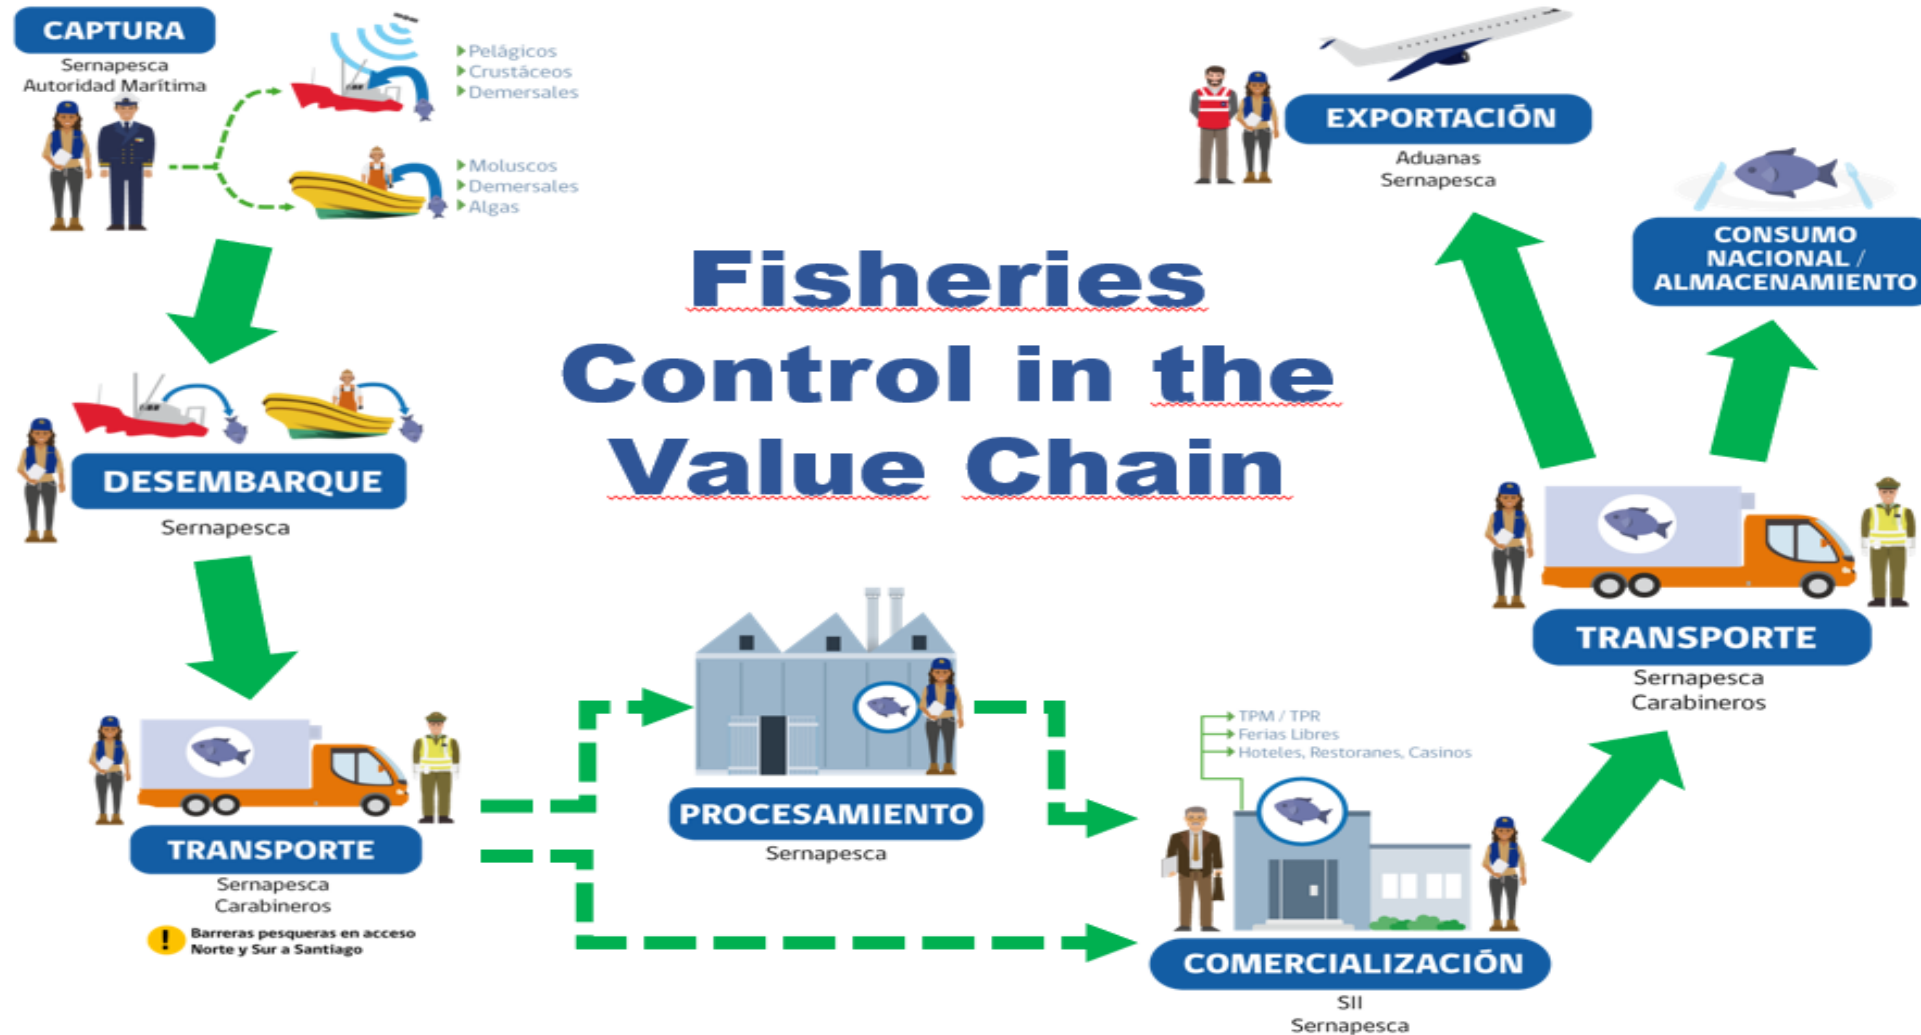 CAPTURA
Sernapesca
Autoridad Marítima
Pelágicos
Crustáceos
Demersales
Moluscos
Demersales
Algas
Fisheries
Control in the
Value Chain
EXPORTACIÓN
Aduanas
Sernapesca
CONSUMO
NACIONAL /
ALMACENAMIENTO
DESEMBARQUE
Sernapesca
TRANSPORTE
Sernapesca
Carabineros
! Barreras pesqueras en acceso
Norte y Sur a Santiago
PROCESAMIENTO
Sernapesca
TPM / TPR
Ferias Libres
Hoteles, Restoranes, Casinos
COMERCIALIZACIÓN
SII
Sernapesca
TRANSPORTE
Sernapesca
Carabineros